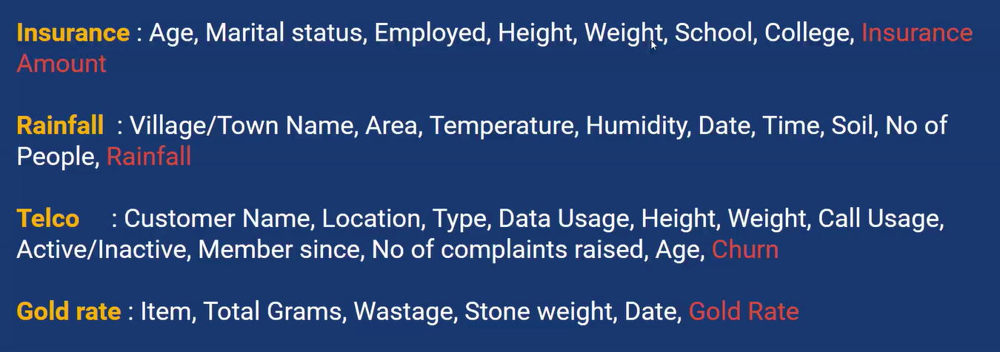 Insurance : Age, Marital status, Employed, Height, Weight, School, College, Insurance
Amount
Rainfall : Village/Town Name, Area, Temperature, Humidity, Date, Time, Soil, No of
People, Rainfall
Telco : Customer Name, Location, Type, Data Usage, Height, Weight, Call Usage,
Active/Inactive, Member since, No of complaints raised, Age, Churn
Gold rate : Item, Total Grams, Wastage, Stone weight, Date, Gold Rate